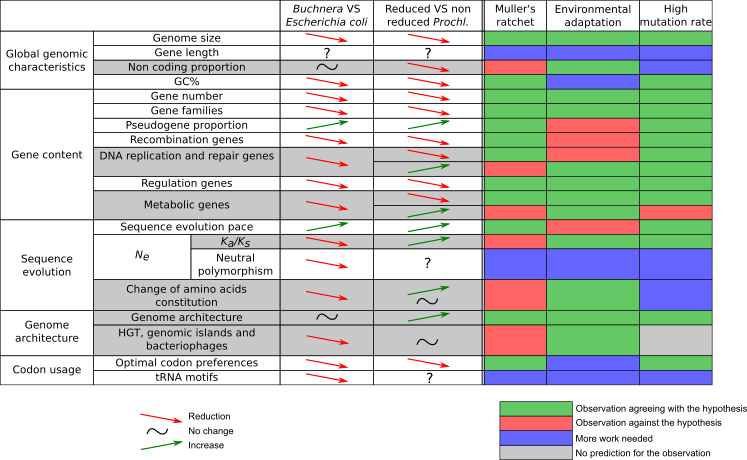 Buchnera VS Escherichia coli
Reduced VS non reduced Prochl.
Muller's ratchet
Environmental adaptation
High mutation rate
Global genomic characteristics
Genome size
Gene length
? ?
Non coding proportion
GC%
Gene content
Gene number
Gene families
Pseudogene proportion
Recombination genes
DNA replication and repair genes
Regulation genes
Metabolic genes
Sequence evolution
Sequence evolution pace
Ne
Ka/Ks
Neutral polymorphism
?
Change of amino acids constitution
Genome architecture
Genome architecture
HGT, genomic islands and bacteriophages
Codon usage
Optimal codon preferences
tRNA motifs
?
Reduction
No change
Increase
Observation agreeing with the hypothesis
Observation against the hypothesis
More work needed
No prediction for the observation